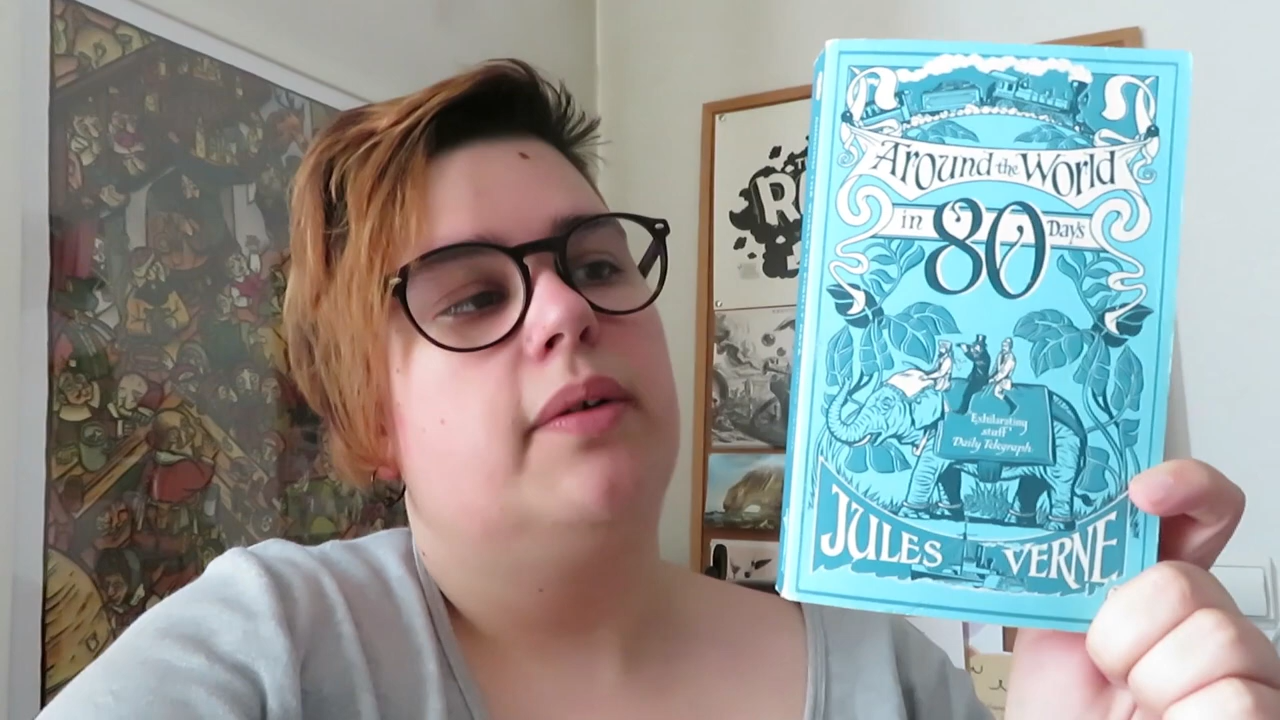 Around the World
in 80 Days
'Exhilarating
stuff'
Daily Telegraph
JULES VERNE